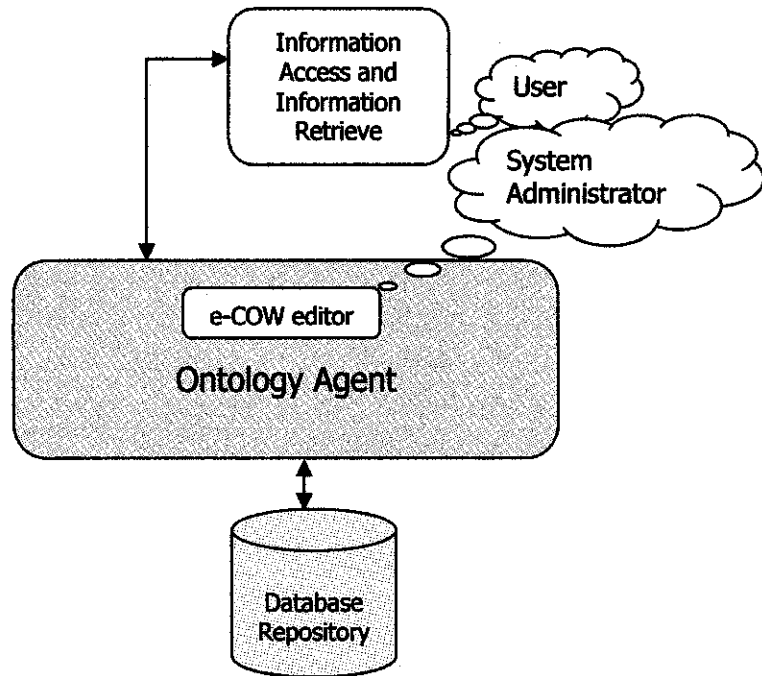 Information
Access and
Information
Retrieve
User
System
Administrator
e-COW editor
Ontology Agent
Database
Repository